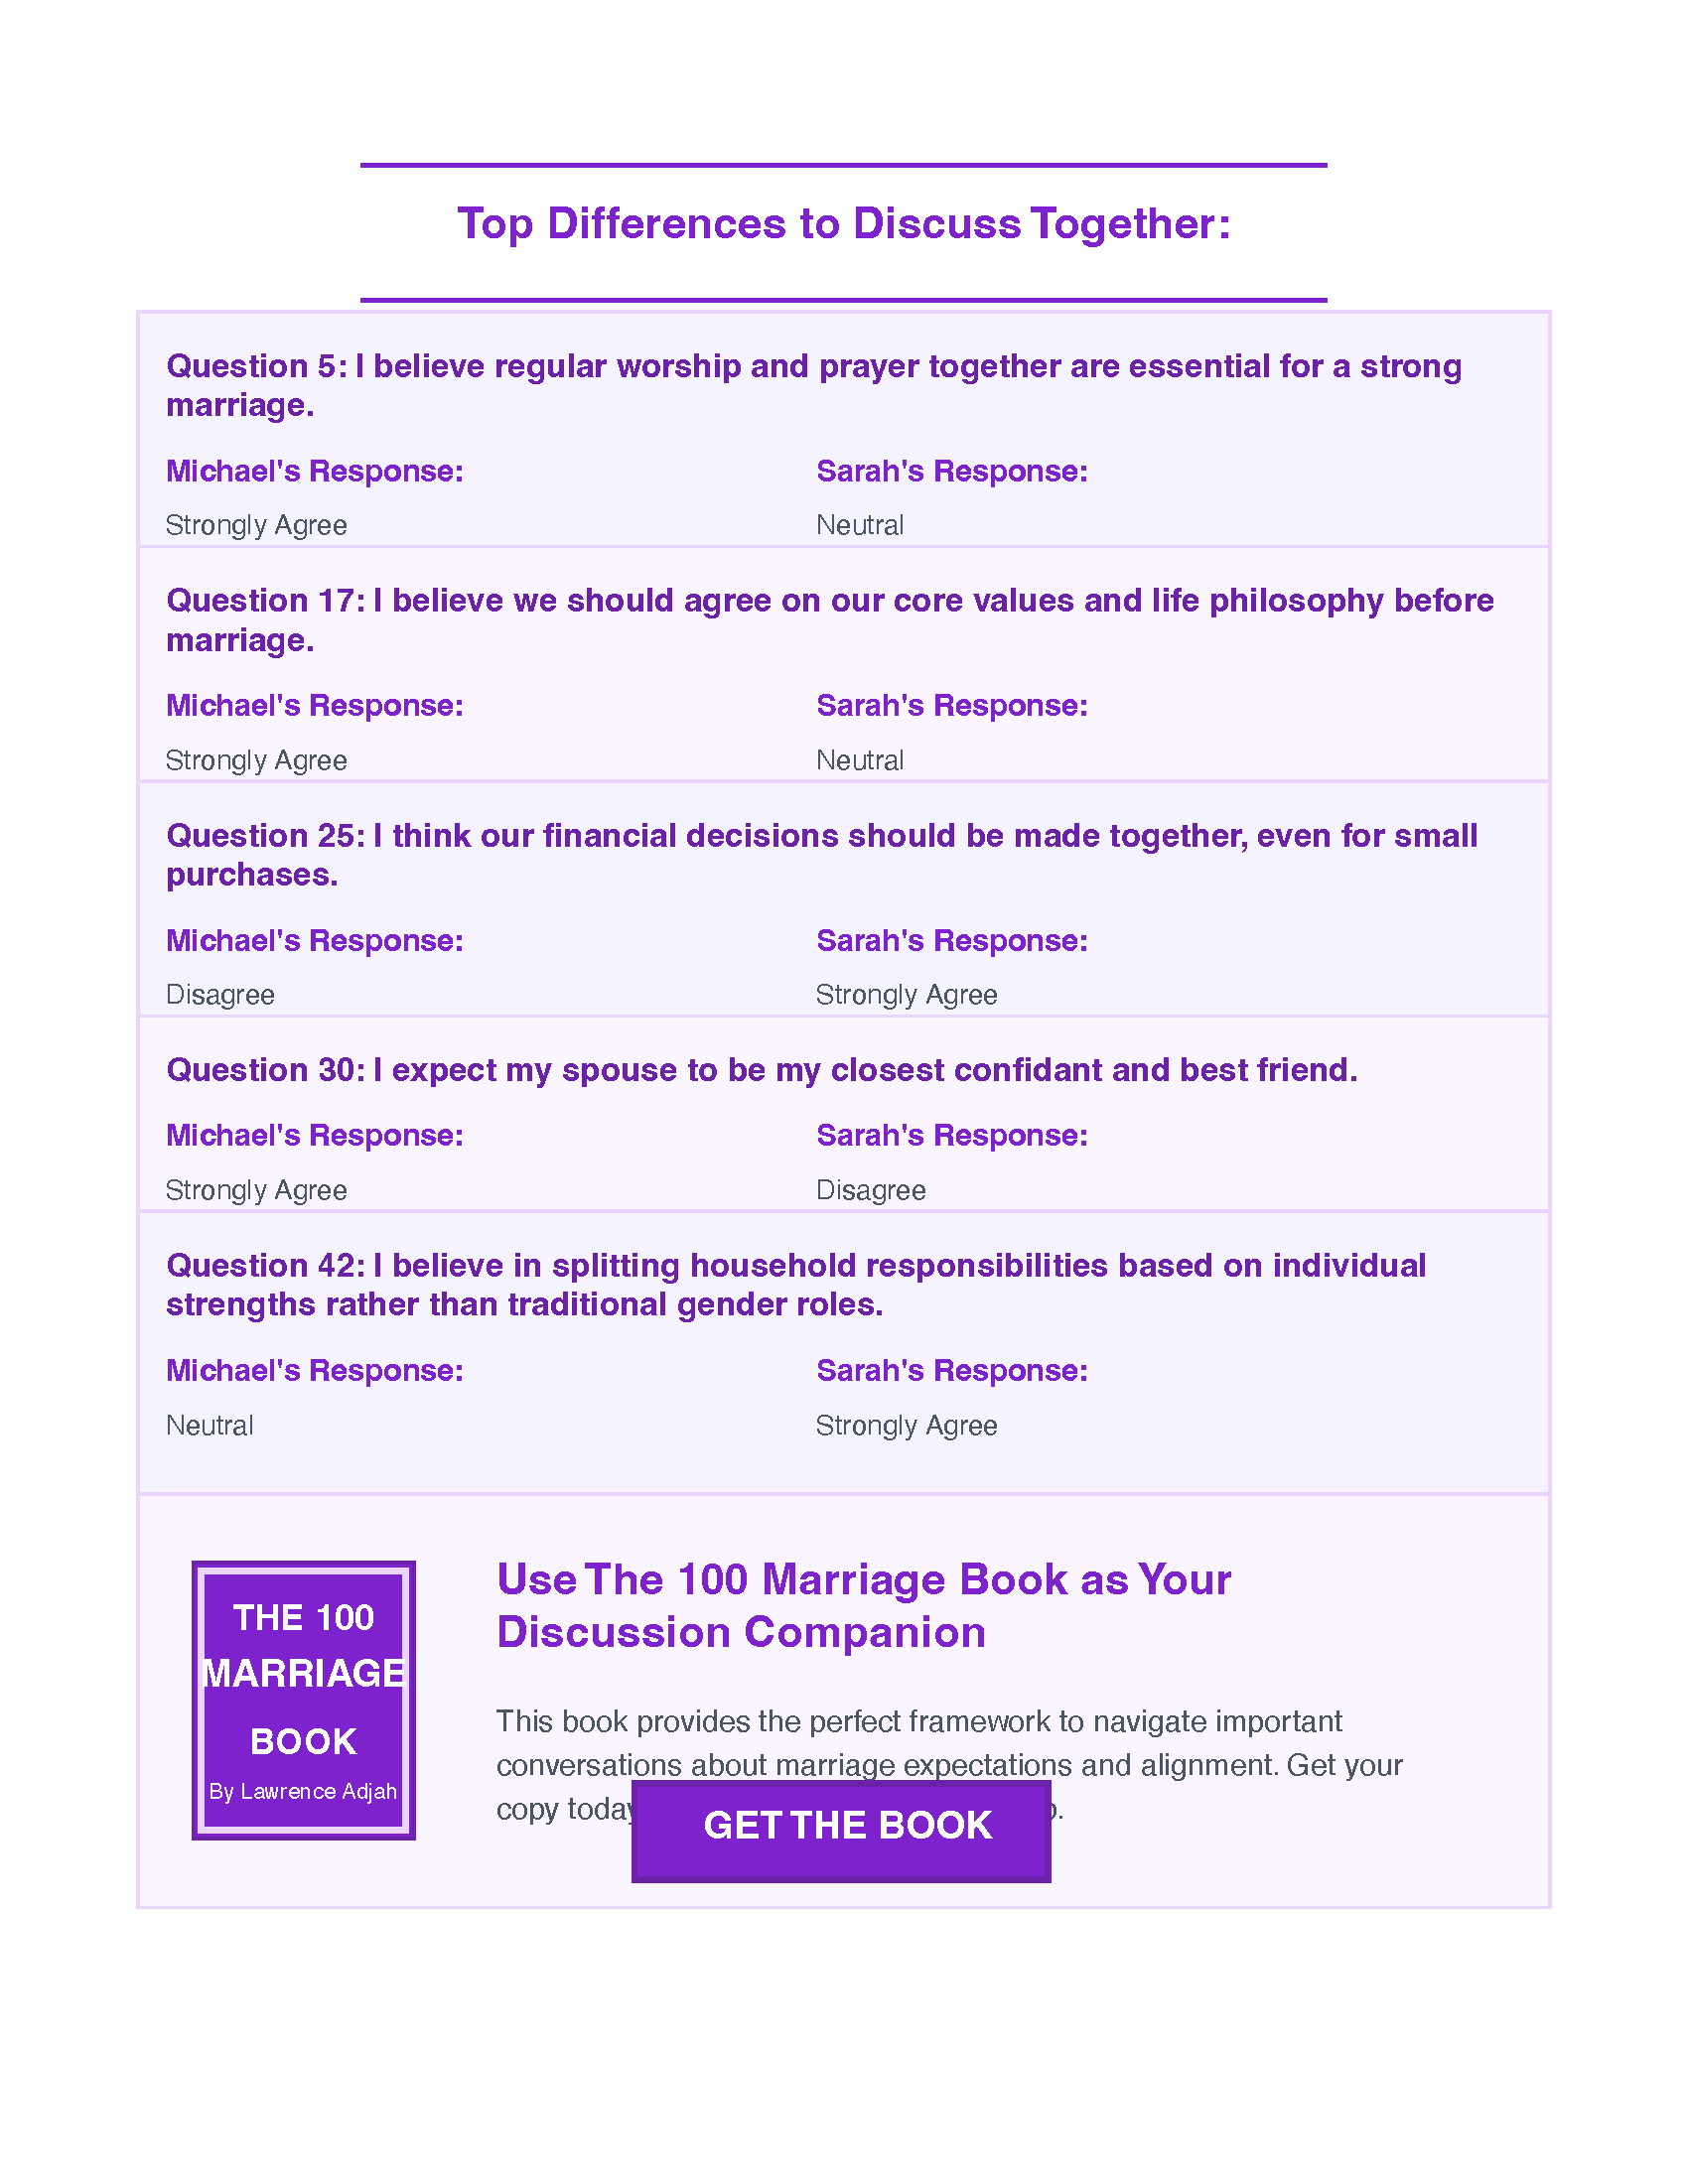 Top Differences to Discuss Together:
Question 5: I believe regular worship and prayer together are essential for a strong
marriage.
Michael's Response:
Sarah's Response:
Strongly Agree
Neutral
Question 17: I believe we should agree on our core values and life philosophy before
marriage.
Michael's Response:
Sarah's Response:
Strongly Agree
Neutral
Question 25: I think our financial decisions should be made together, even for small
purchases.
Michael's Response:
Sarah's Response:
Disagree
Strongly Agree
Question 30: I expect my spouse to be my closest confidant and best friend.
Michael's Response:
Sarah's Response:
Strongly Agree
Disagree
Question 42: I believe in splitting household responsibilities based on individual
strengths rather than traditional gender roles.
Michael's Response:
Sarah's Response:
Neutral
Strongly Agree
THE 100
MARRIAGE
BOOK
By Lawrence Adjah
Use The 100 Marriage Book as Your
Discussion Companion
This book provides the perfect framework to navigate important
conversations about marriage expectations and alignment. Get your
copy today
GET THE BOOK